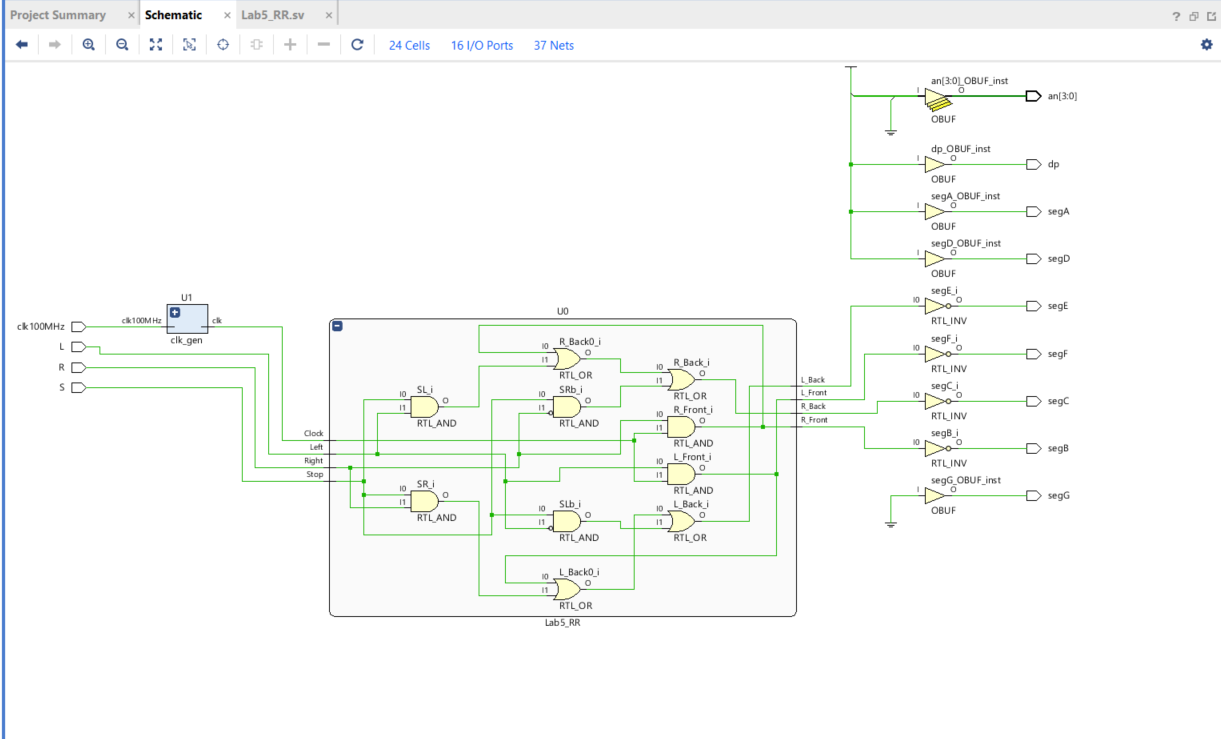 Project Summary × Schematic × Lab5_RR.sv ×
?
24 Cells 16 I/O Ports 37 Nets
an[3:0]_OBUF_inst
I O
an[3:0]
OBUF
dp_OBUF_inst
I O
dp
OBUF
segA_OBUF_inst
I O
segA
OBUF
segD_OBUF_inst
I O
segD
OBUF
segE_i
I0 O
segE
RTL_INV
segF_i
I0 O
segF
RTL_INV
segC_i
I0 O
segC
RTL_INV
segB_i
I0 O
segB
RTL_INV
segG_OBUF_inst
I O
segG
OBUF
U1
clk100MHz
clk100MHz clk
clk_gen
L
R
S
U0
Clock
Left
Right
Stop
SL_i
I0 O
I1
RTL_AND
SR_i
I0 O
I1
RTL_AND
R_Back0_i
I0 O
I1
RTL_OR
SRb_i
I0 O
I1
RTL_AND
SLb_i
I0 O
I1
RTL_AND
L_Back0_i
I0 O
I1
RTL_OR
R_Back_i
I0 O
I1
RTL_OR
R_Front_i
I0 O
I1
RTL_AND
L_Front_i
I0 O
I1
RTL_AND
L_Back_i
I0 O
I1
RTL_OR
L_Back
L_Front
R_Back
R_Front
Lab5_RR